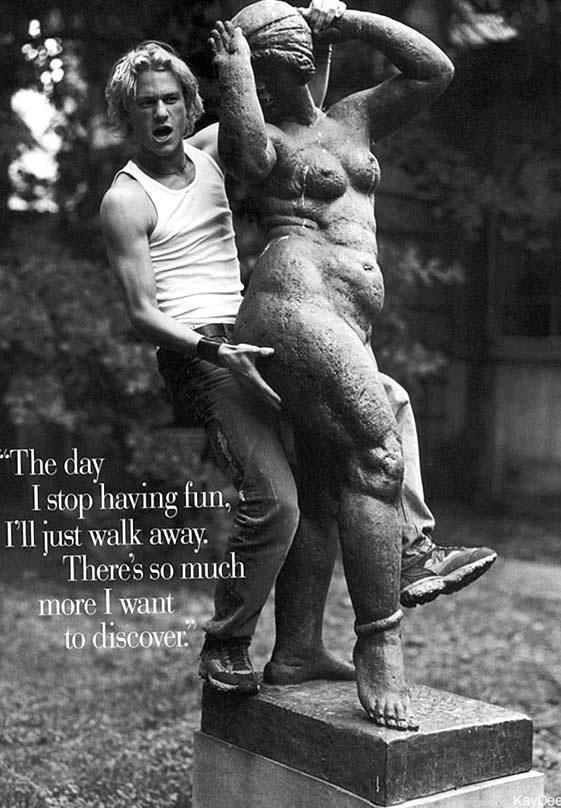 “The day
I stop having fun,
I’ll just walk away.
There’s so much
more I want
to discover.”
KayDee